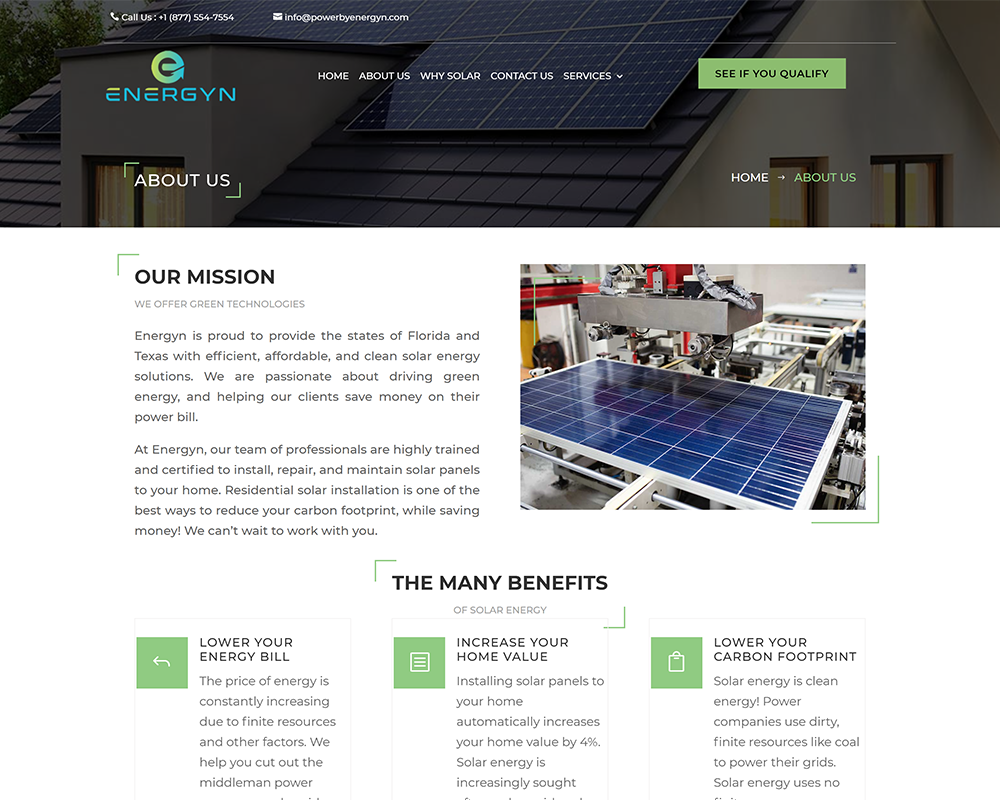 Call Us : +1 (877) 554-7554
info@powerbyenergyn.com
ENERGYN
HOME ABOUT US WHY SOLAR CONTACT US SERVICES
SEE IF YOU QUALIFY
ABOUT US
HOME → ABOUT US
OUR MISSION
WE OFFER GREEN TECHNOLOGIES
Energyn is proud to provide the states of Florida and
Texas with efficient, affordable, and clean solar energy
solutions. We are passionate about driving green
energy, and helping our clients save money on their
power bill.
At Energyn, our team of professionals are highly trained
and certified to install, repair, and maintain solar panels
to your home. Residential solar installation is one of the
best ways to reduce your carbon footprint, while saving
money! We can’t wait to work with you.
THE MANY BENEFITS
OF SOLAR ENERGY
LOWER YOUR
ENERGY BILL
The price of energy is
constantly increasing
due to finite resources
and other factors. We
help you cut out the
middleman power
INCREASE YOUR
HOME VALUE
Installing solar panels to
your home
automatically increases
your home value by 4%.
Solar energy is
increasingly sought
LOWER YOUR
CARBON FOOTPRINT
Solar energy is clean
energy! Power
companies use dirty,
finite resources like coal
to power their grids.
Solar energy uses no